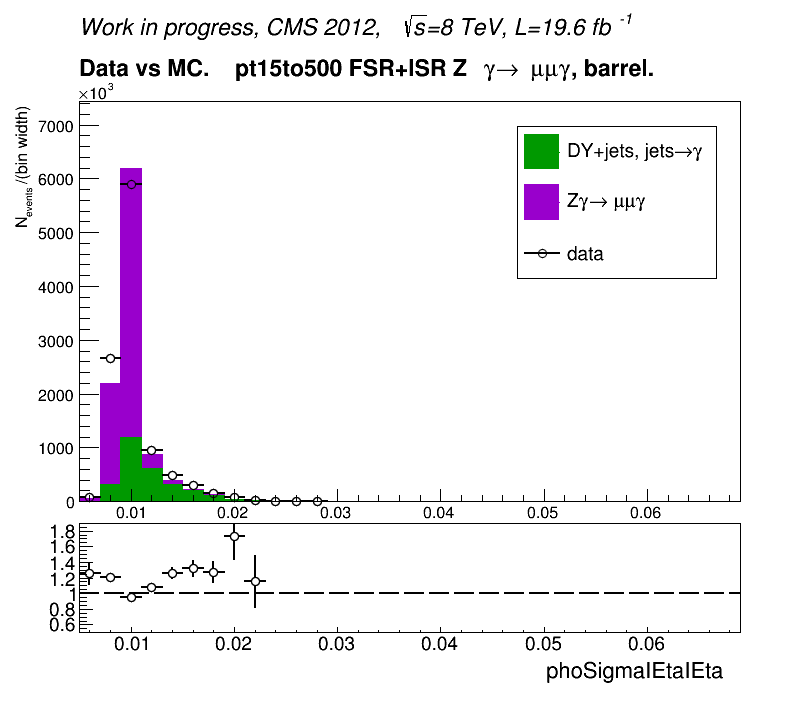 Work in progress, CMS 2012, √s=8 TeV, L=19.6 fb -1
Data vs MC. pt15to500 FSR+ISR Z γ→ μμγ, barrel.
×10³
N events /(bin width)
7000
6000
5000
4000
3000
2000
1000
0
DY+jets, jets→γ
Zγ→ μμγ
data
0.01 0.02 0.03 0.04 0.05 0.06
1.8
1.6
1.4
1.2
1
0.8
0.6
0.01 0.02 0.03 0.04 0.05 0.06
phoSigmaIEtaIEta